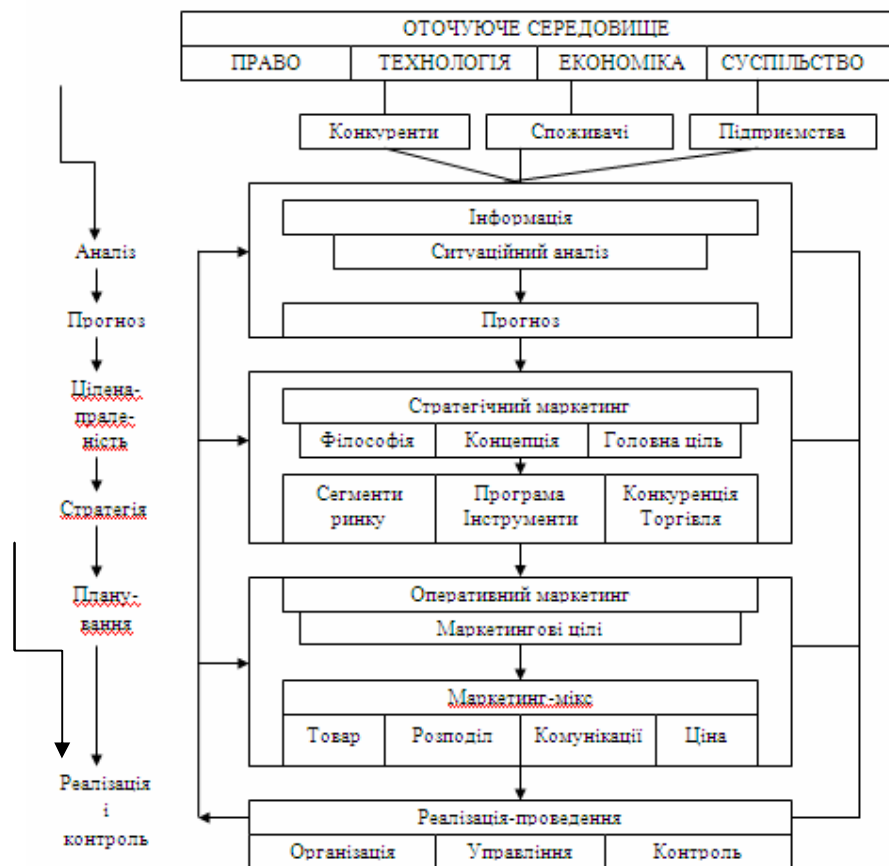 ОТОЧУЮЧЕ СЕРЕДОВИЩЕ
ПРАВО ТЕХНОЛОГІЯ ЕКОНОМІКА СУСПІЛЬСТВО
Конкуренти Споживачі Підприємства
Аналіз
Прогноз
Цілена-
прале-
ність
Стратегія
Плану-
вання
Реалізація
і
контроль
Інформація
Ситуаційний аналіз
Прогноз
Стратегічний маркетинг
Філософія Концепція Головна ціль
Сегменти
ринку
Програма
Інструменти
Конкуренція
Торгівля
Оперативний маркетинг
Маркетингові цілі
Маркетинг-мікс
Товар Розподіл Комунікації Ціна
Реалізація-проведення
Організація Управління Контроль